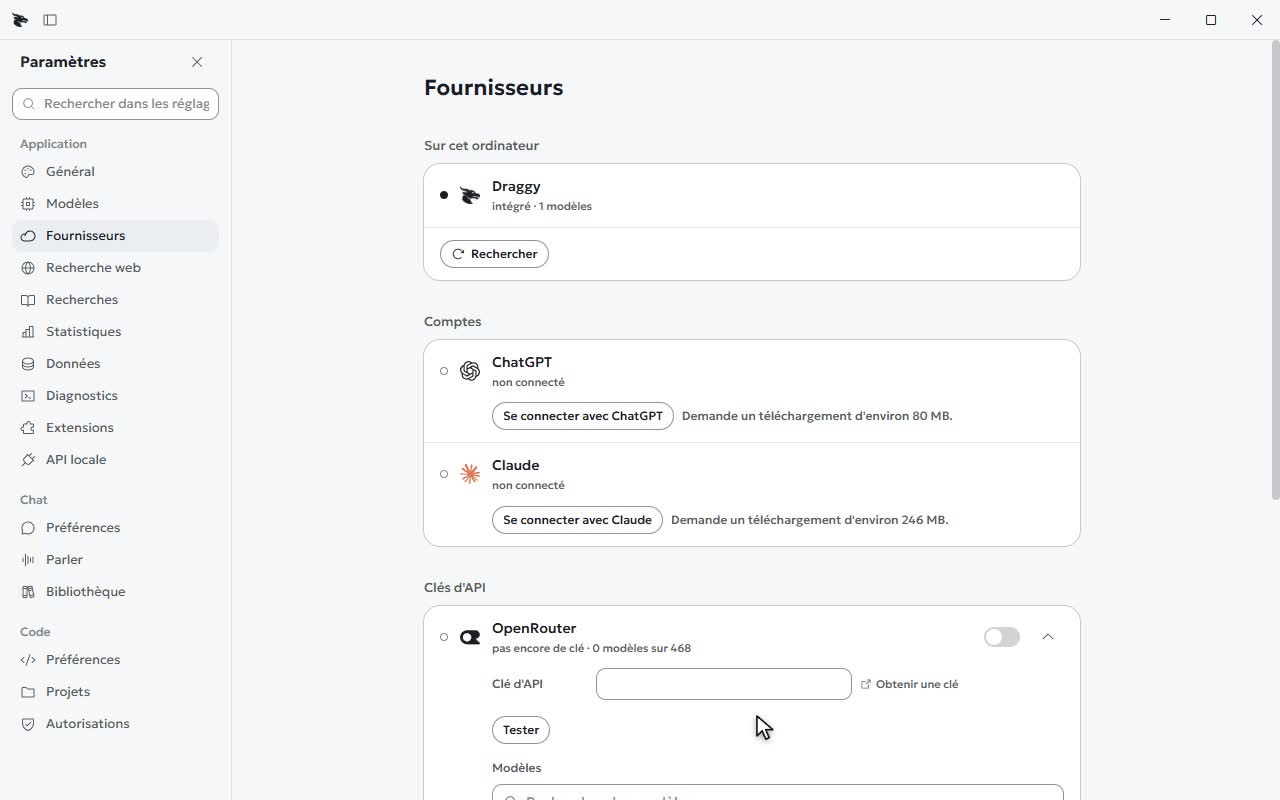 Paramètres
Rechercher dans les réglag
Application
Général
Modèles
Fournisseurs
Recherche web
Recherches
Statistiques
Données
Diagnostics
Extensions
API locale
Chat
Préférences
Parler
Bibliothèque
Code
Préférences
Projets
Autorisations
Fournisseurs
Sur cet ordinateur
Draggy
intégré · 1 modèles
Rechercher
Comptes
ChatGPT
non connecté
Se connecter avec ChatGPT Demande un téléchargement d'environ 80 MB.
Claude
non connecté
Se connecter avec Claude Demande un téléchargement d'environ 246 MB.
Clés d'API
OpenRouter
pas encore de clé · 0 modèles sur 468
Clé d'API Obtenir une clé
Tester
Modèles